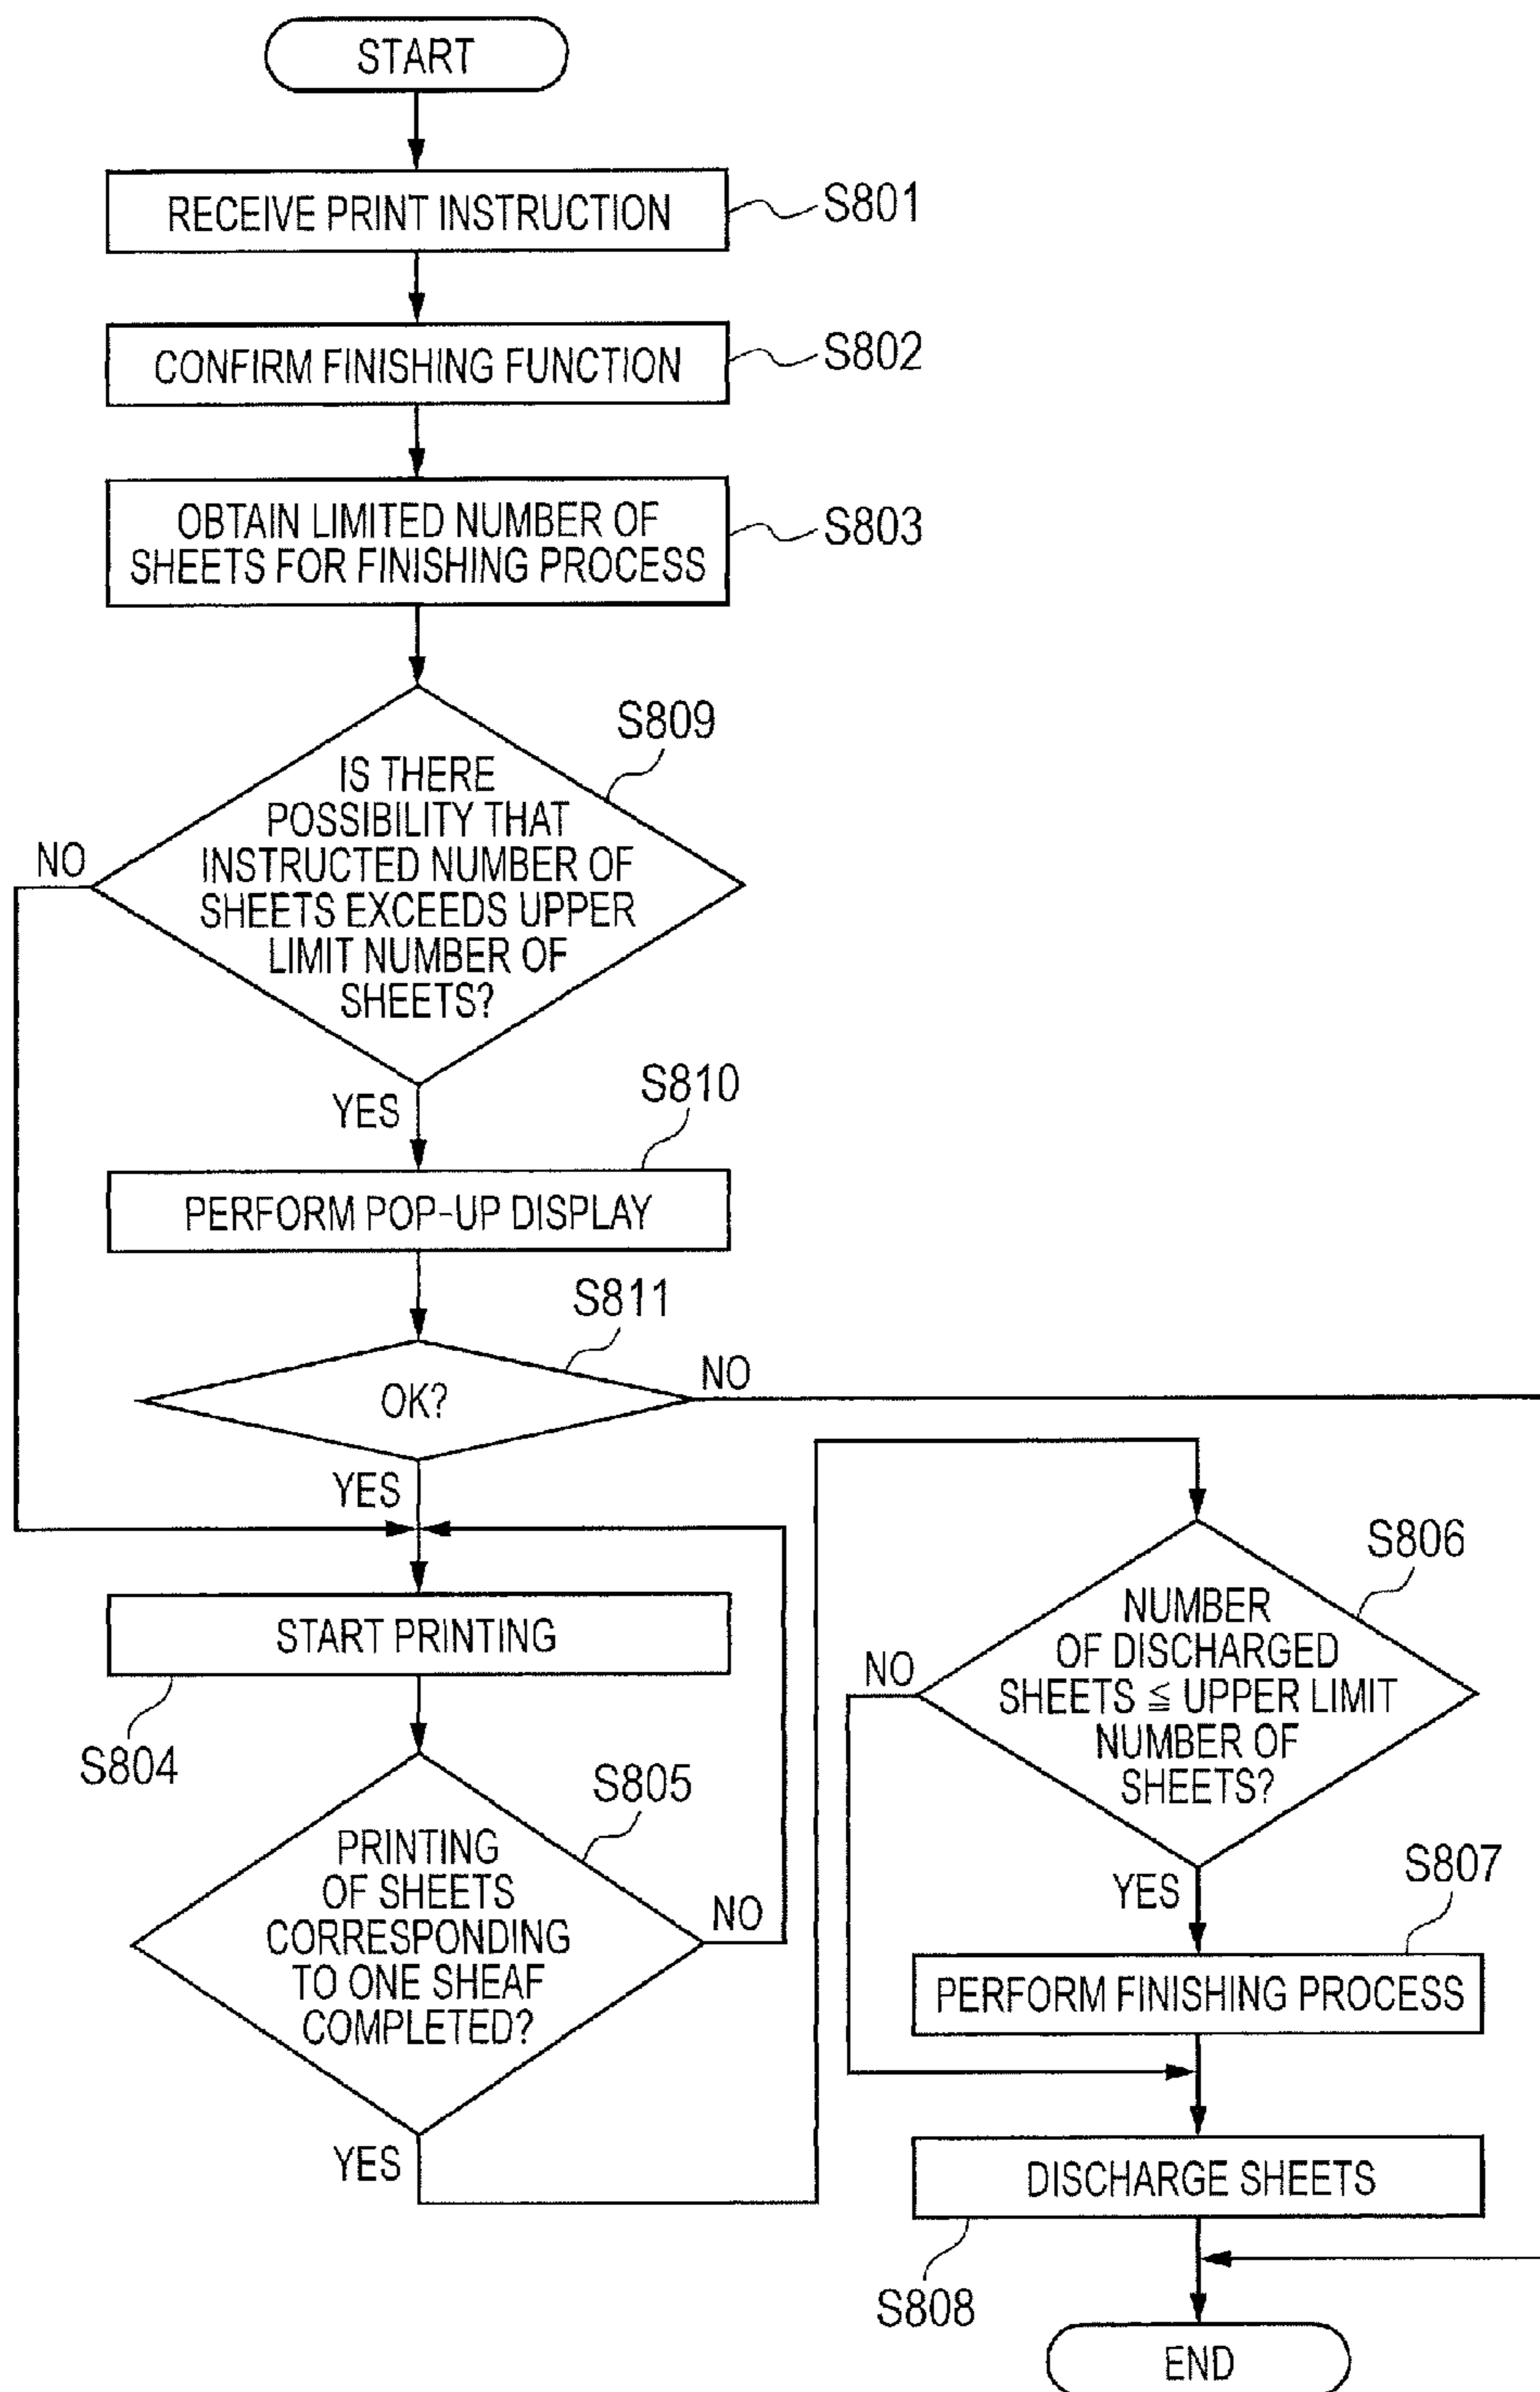 START
RECEIVE PRINT INSTRUCTION
S801
CONFIRM FINISHING FUNCTION
S802
OBTAIN LIMITED NUMBER OF
SHEETS FOR FINISHING PROCESS
S803
S809
IS THERE
POSSIBILITY THAT
INSTRUCTED NUMBER OF
SHEETS EXCEEDS UPPER
LIMIT NUMBER OF
SHEETS?
NO
YES
S810
PERFORM POP-UP DISPLAY
S811
OK?
NO
YES
START PRINTING
S804
S805
PRINTING
OF SHEETS
CORRESPONDING
TO ONE SHEAF
COMPLETED?
NO
YES
S806
NUMBER
OF DISCHARGED
SHEETS ≦ UPPER LIMIT
NUMBER OF
SHEETS?
NO
YES
S807
PERFORM FINISHING PROCESS
DISCHARGE SHEETS
S808
END